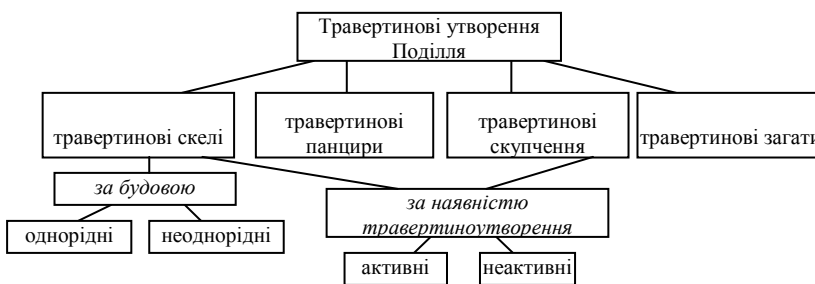 Травертинові утворення
Поділля
травертинові скелі
травертинові
панцири
травертинові
скупчення
травертинові загати
за будовою
за наявністю
травертиноутворення
однорідні
неоднорідні
активні
неактивні